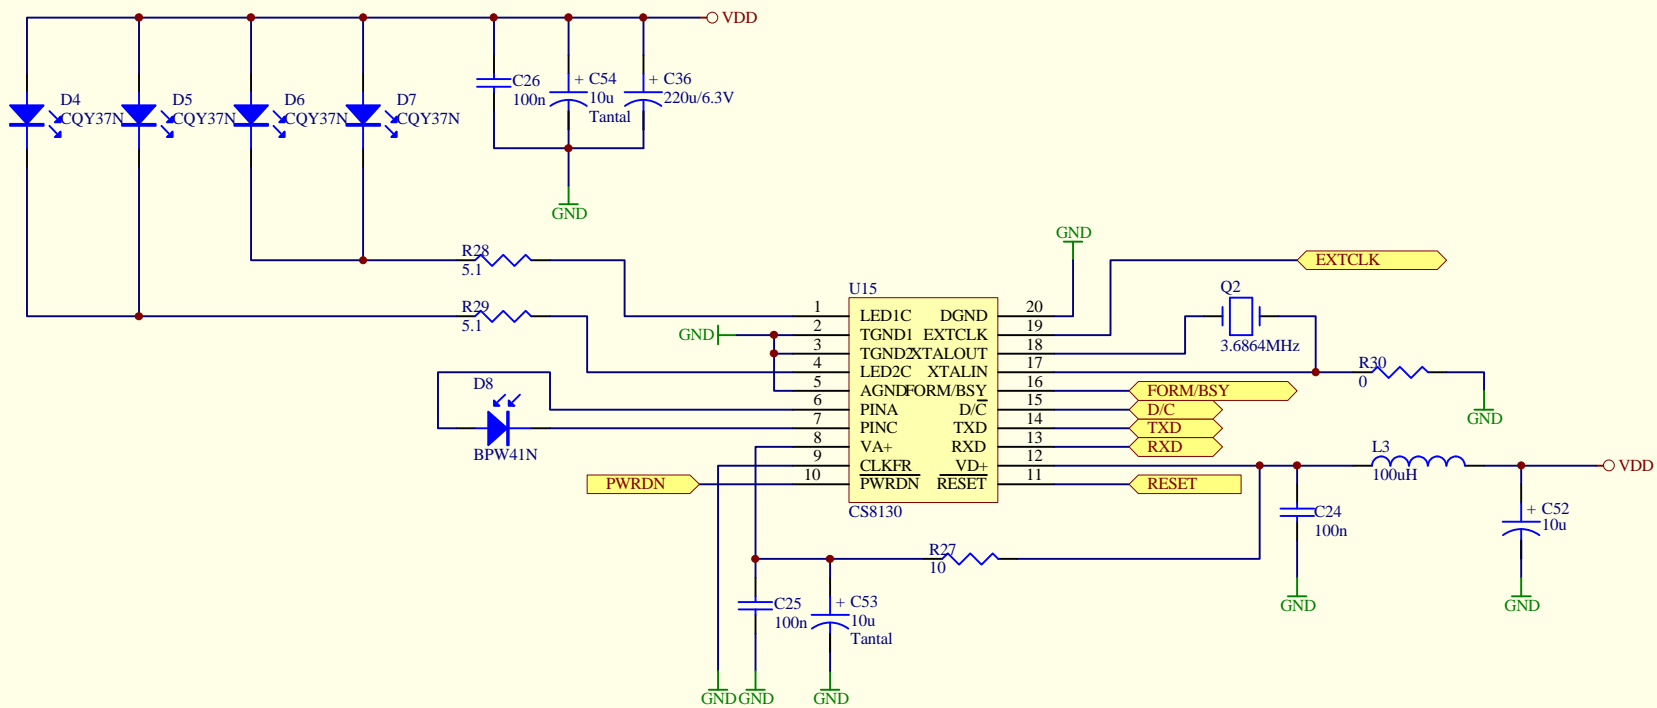 VDD
D4
CQY37N
D5
CQY37N
D6
CQY37N
D7
CQY37N
C26
100n
+ C54
10u
Tantal
+ C36
220u/6.3V
GND
R28
5.1
R29
5.1
GND
EXTCLK
Q2
3.6864MHz
R30
0
GND
U15
1 LED1C DGND 20
2 TGND1 EXTCLK 19
3 TGND2 XTALOUT 18
4 LED2C XTALIN 17
5 AGND FORM/BSY 16
6 PINA D/C 15
7 PINC TXD 14
8 VA+ RXD 13
9 CLKFR VD+ 12
10 PWRDN RESET 11
CS8130
GND
D8
BPW41N
PWRDN
FORM/BSY
D/C
TXD
RXD
RESET
L3
100uH
VDD
C24
100n
GND
+ C52
10u
GND
R27
10
C25
100n
+ C53
10u
Tantal
GND
GND
GND